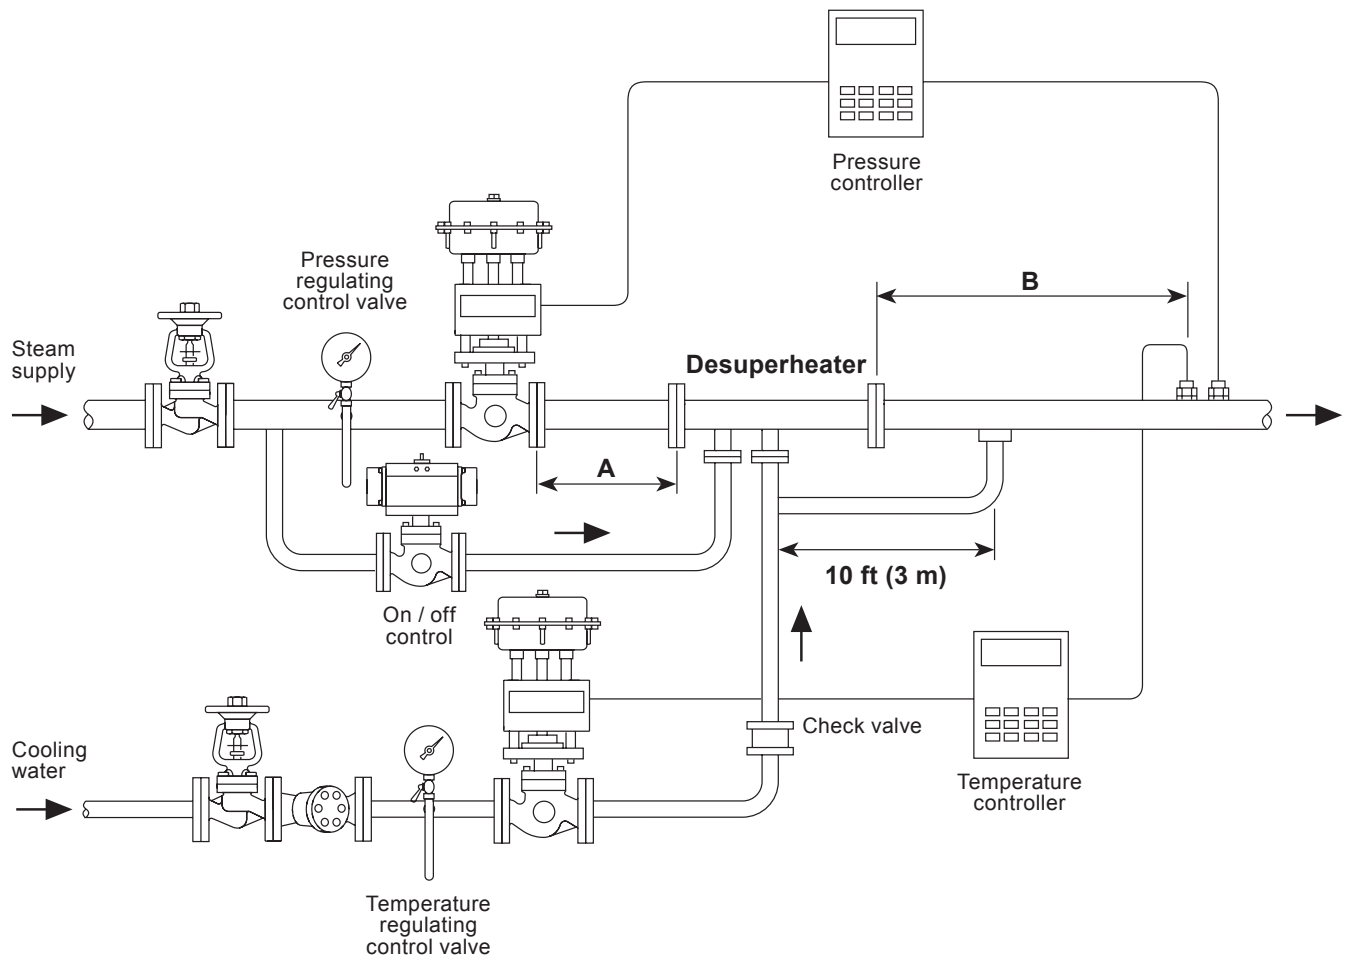 Pressure
controller
Pressure
regulating
control valve
B
Steam
supply
Desuperheater
A
10 ft (3 m)
On / off
control
Check valve
Cooling
water
Temperature
controller
Temperature
regulating
control valve